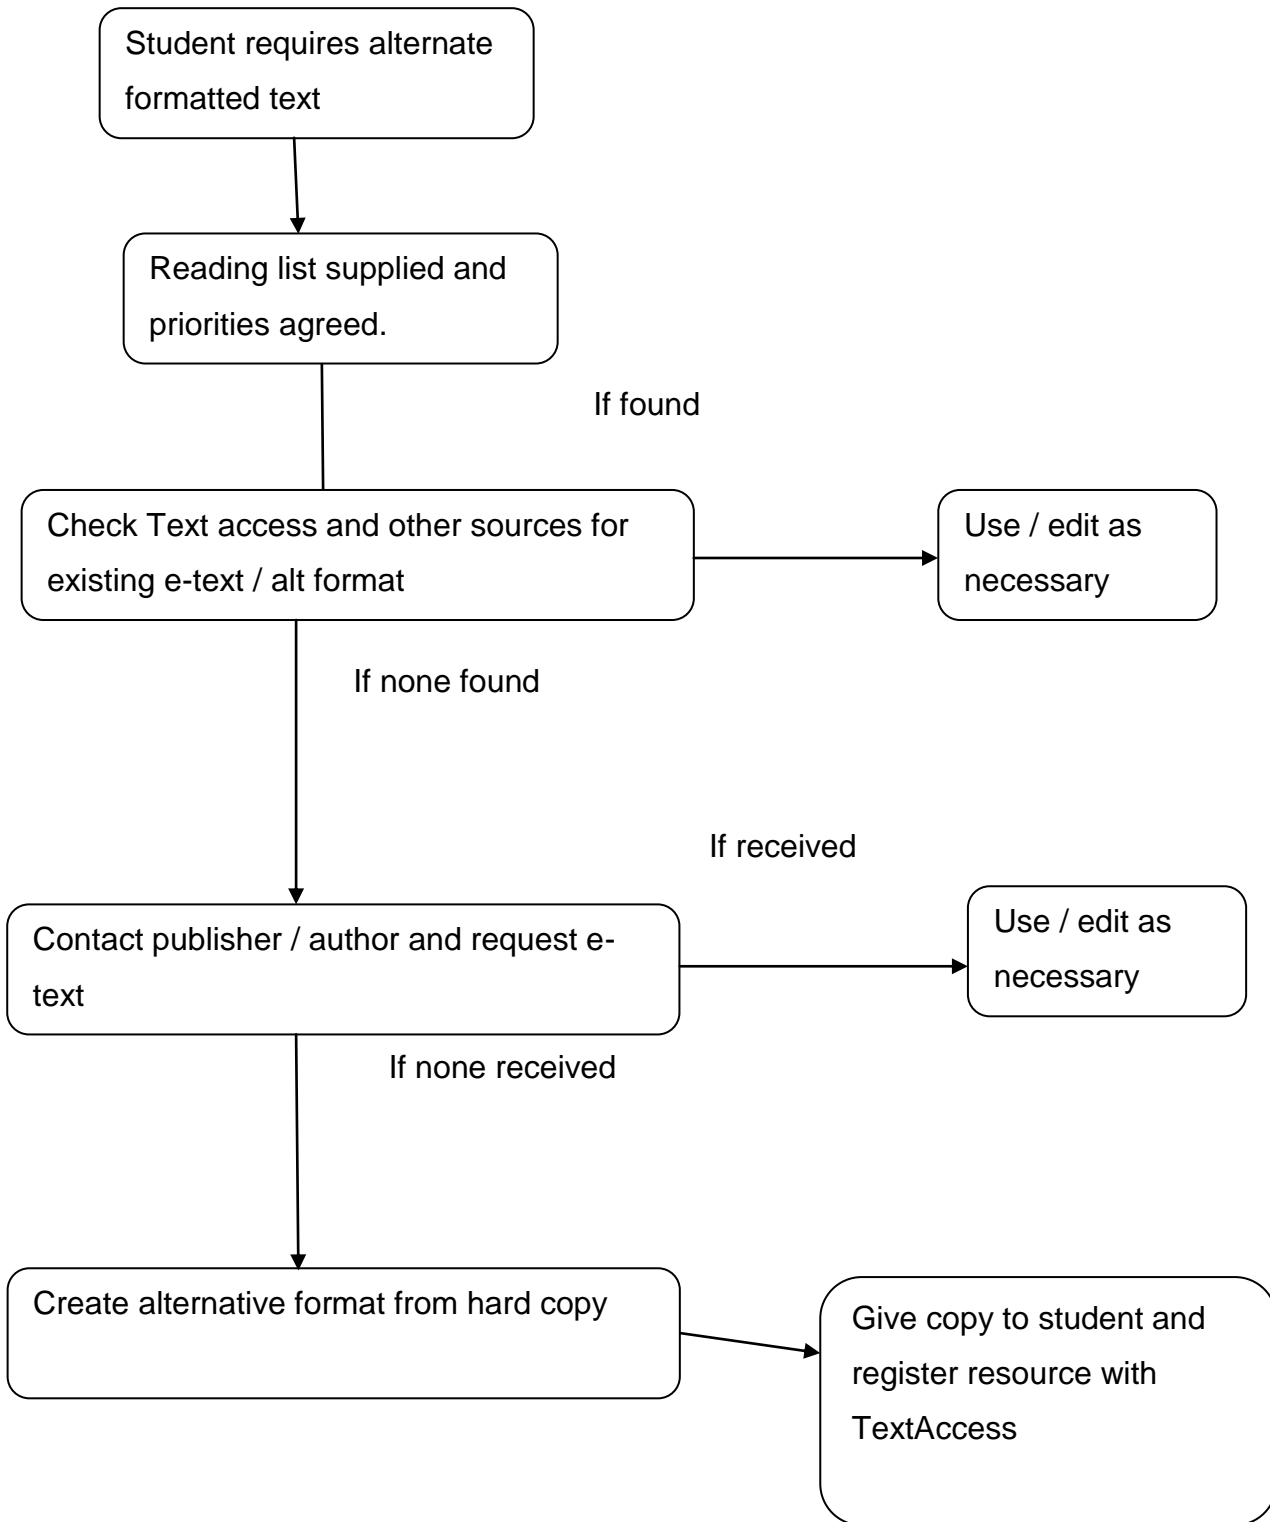 Student requires alternate
formatted text
Reading list supplied and
priorities agreed.
If found
Check Text access and other sources for
existing e-text / alt format
Use / edit as
necessary
If none found
If received
Contact publisher / author and request e-
text
Use / edit as
necessary
If none received
Create alternative format from hard copy
Give copy to student and
register resource with
TextAccess